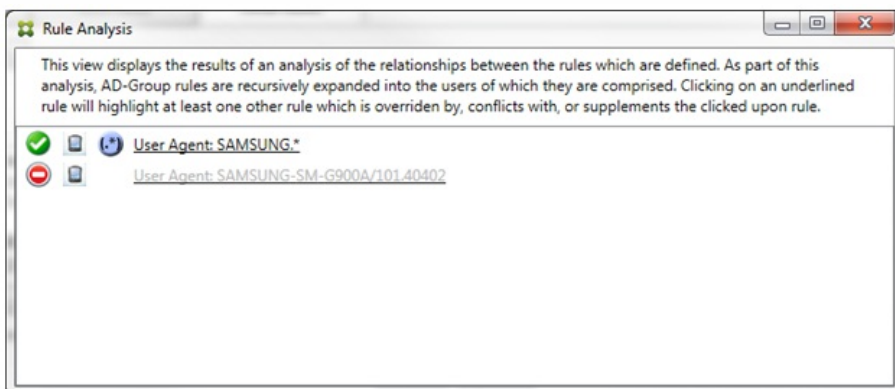 Rule Analysis
This view displays the results of an analysis of the relationships between the rules which are defined. As part of this
analysis, AD-Group rules are recursively expanded into the users of which they are comprised. Clicking on an underlined
rule will highlight at least one other rule which is overriden by, conflicts with, or supplements the clicked upon rule.
(.*) User Agent: SAMSUNG.*
User Agent: SAMSUNG-SM-G900A/101.40402